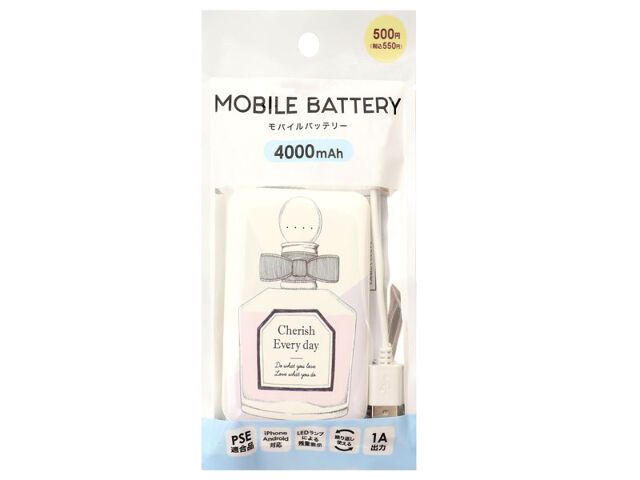 500円
(税込550円)
MOBILE BATTERY
モバイルバッテリー
4000mAh
Cherish
Every day
Do what you love
Love what you do
PSE
適合品
iPhone
Android
対応
LEDランプ
による
残量表示
繰り返し
使える
1A
出力